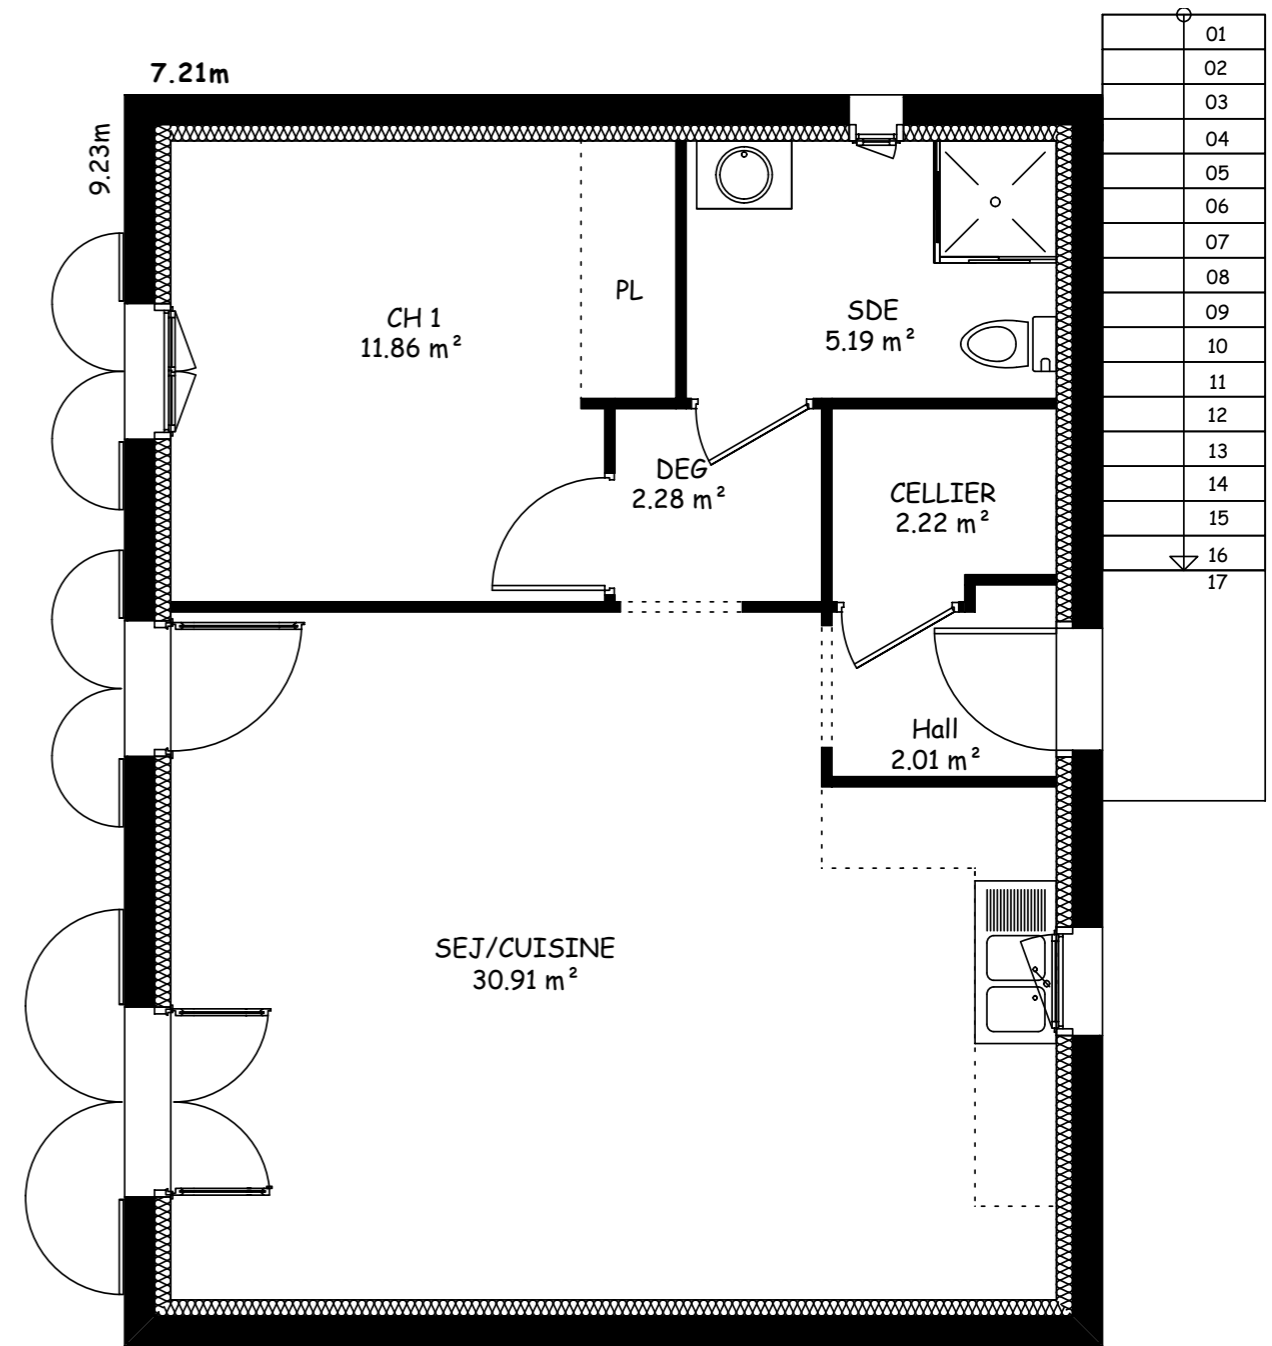 7.21m
9.23m
01
02
03
04
05
06
07
08
09
10
11
12
13
14
15
16
17
CH 1
11.86 m²
PL
SDE
5.19 m²
DEG
2.28 m²
CELLIER
2.22 m²
Hall
2.01 m²
SEJ/CUISINE
30.91 m²